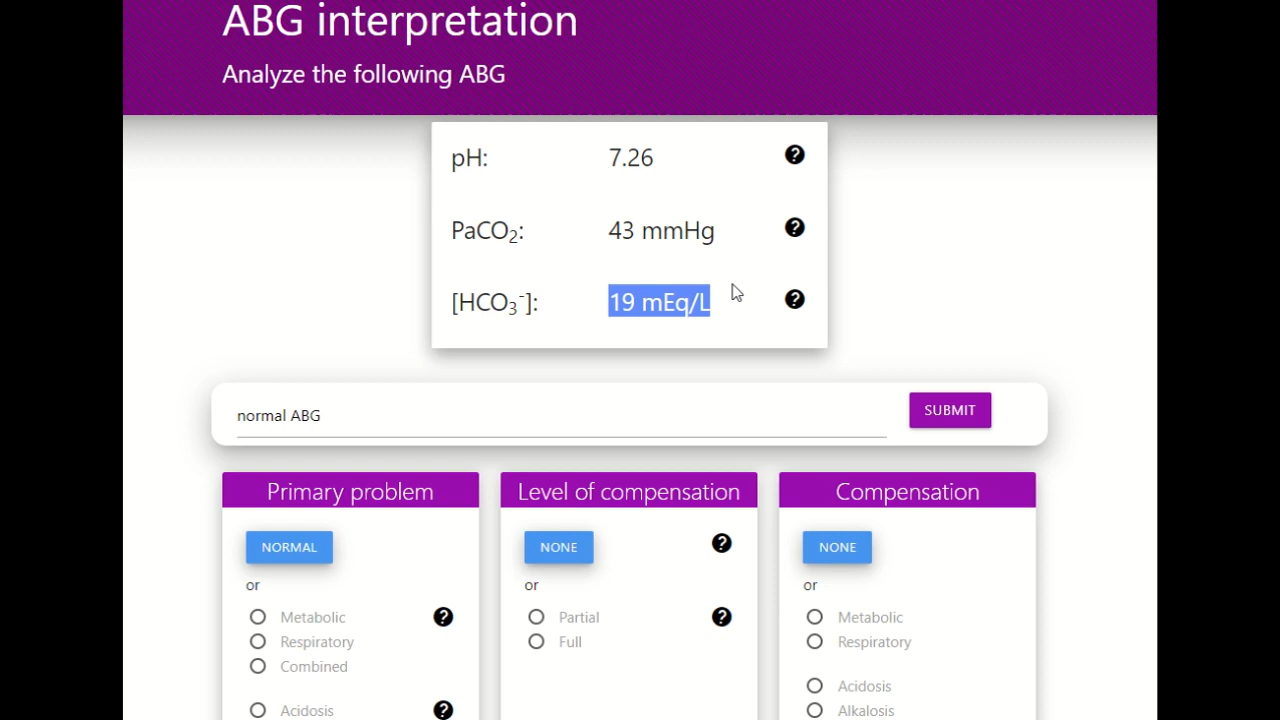 ABG interpretation
Analyze the following ABG
pH: 7.26 ?
PaCO₂: 43 mmHg ?
[HCO₃⁻]: 19 mEq/L ?
normal ABG SUBMIT
Primary problem Level of compensation Compensation
NORMAL NONE ? NONE
or or or
Metabolic ? Partial ? Metabolic
Respiratory Full Respiratory
Combined
Acidosis
Acidosis ? Alkalosis